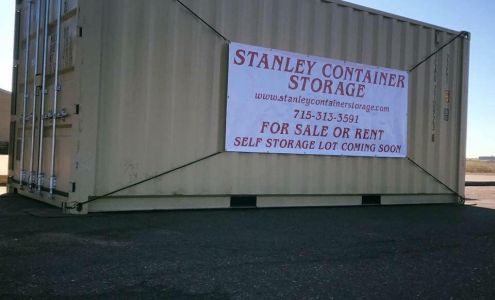 STANLEY CONTAINER
STORAGE
www.stanleycontainerstorage.com
715-313-3591
FOR SALE OR RENT
SELF STORAGE LOT COMING SOON